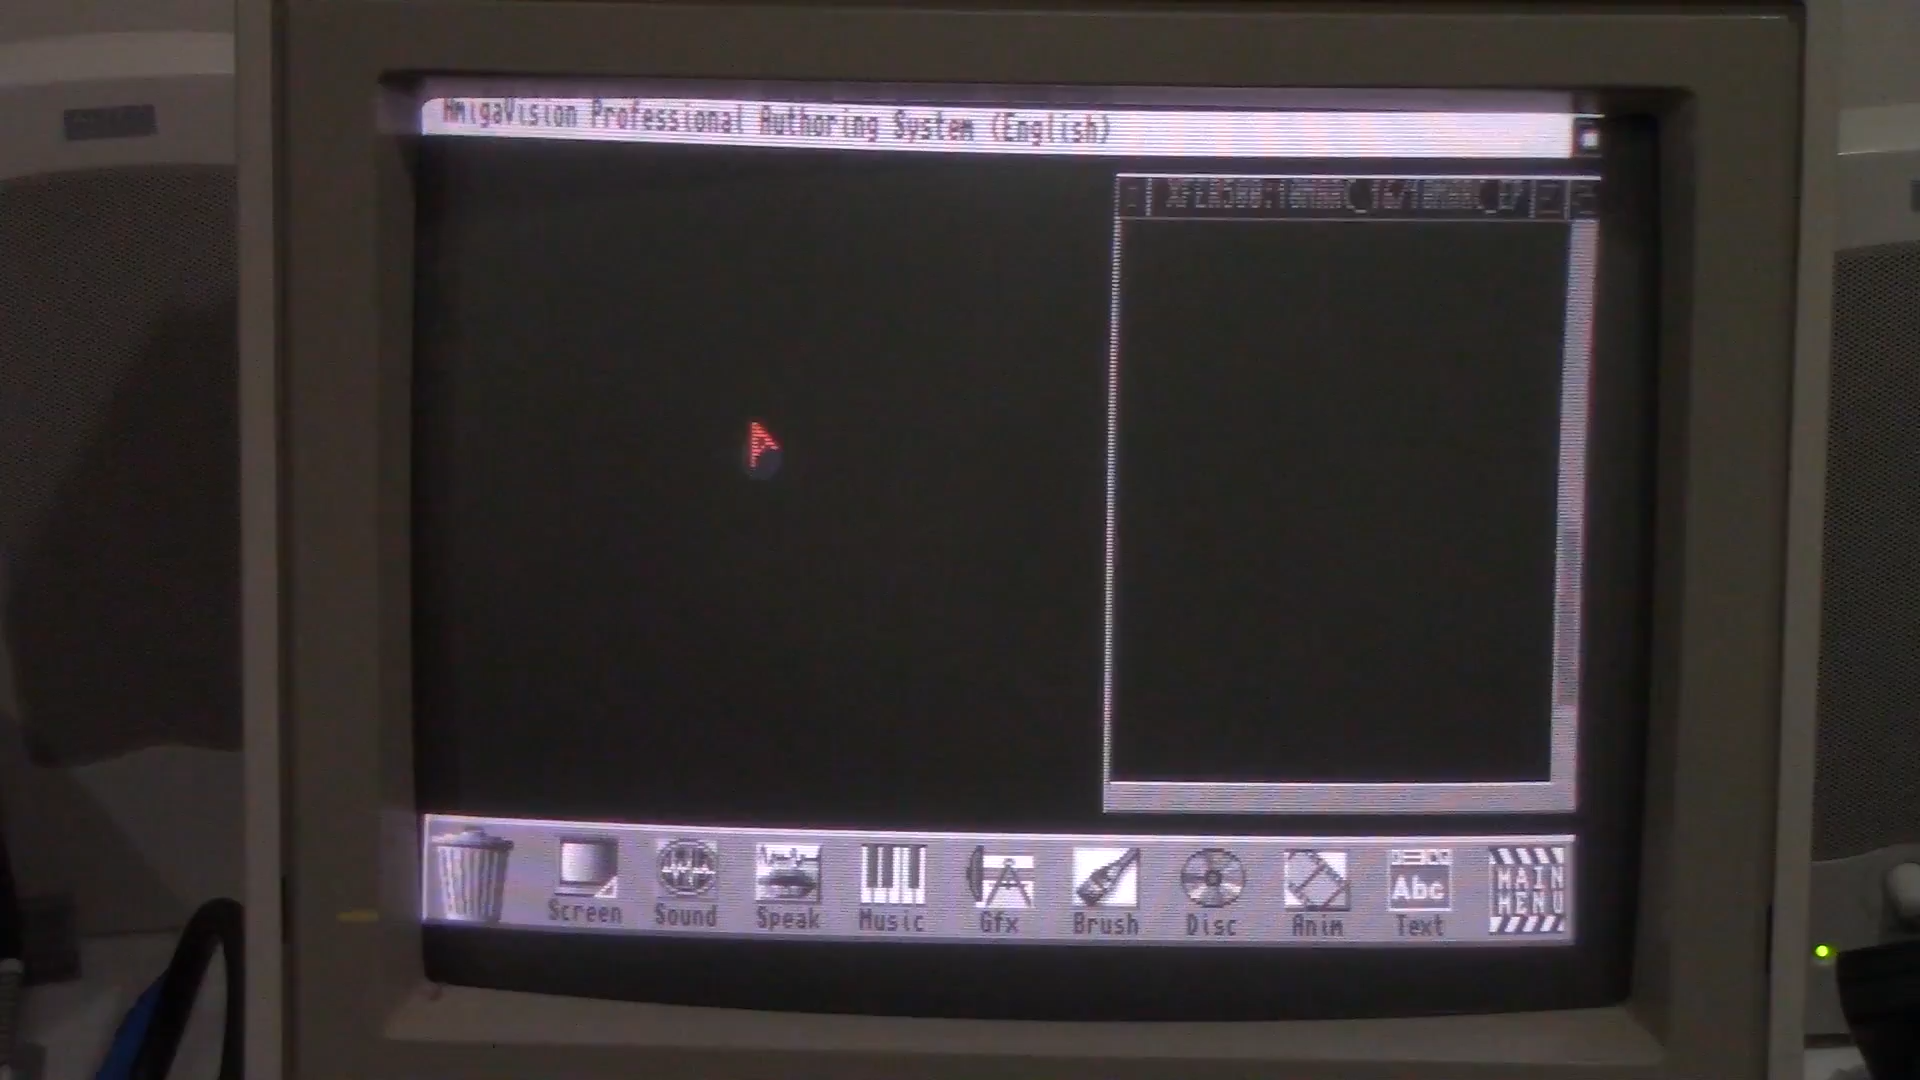 AmigaVision Professional Authoring System (English)
Screen
Sound
Speak
Music
Gfx
Brush
Disc
Anim
Abc
Text
MAIN
MENU